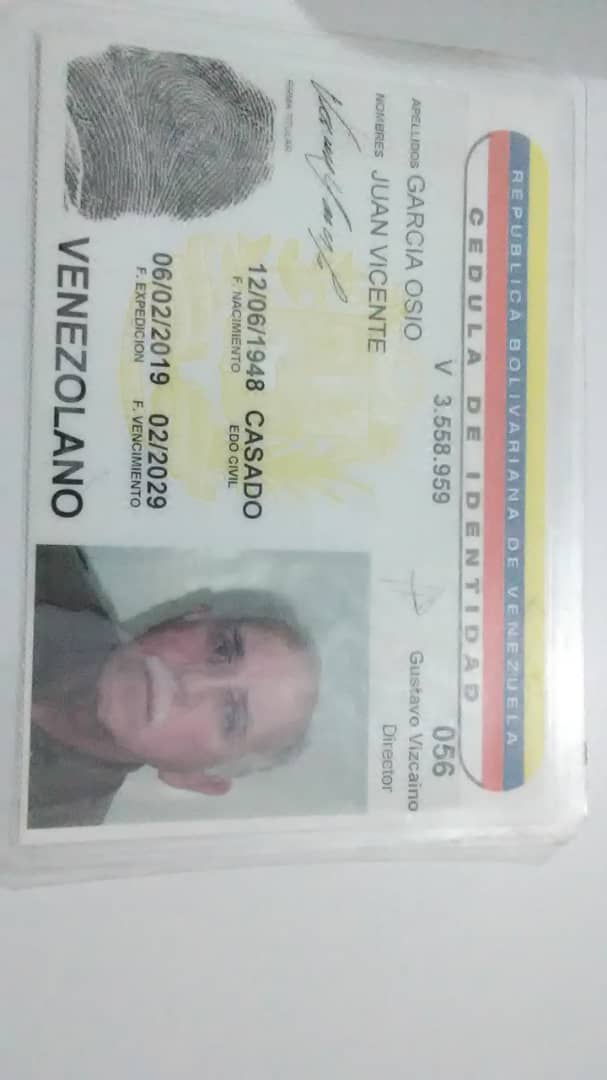 REPUBLICA BOLIVARIANA DE VENEZUELA
CEDULA DE IDENTIDAD
V 3.558.959
056
APELLIDOS GARCIA OSIO
Gustavo Vizcaino
Director
NOMBRES JUAN VICENTE
FIRMA TITULAR
12/06/1948 CASADO
F. NACIMIENTO EDO CIVIL
06/02/2019 02/2029
F. EXPEDICION F. VENCIMIENTO
VENEZOLANO